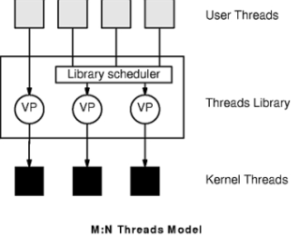 User Threads
Library scheduler
VP VP VP
Threads Library
Kernel Threads
M:N Threads Model